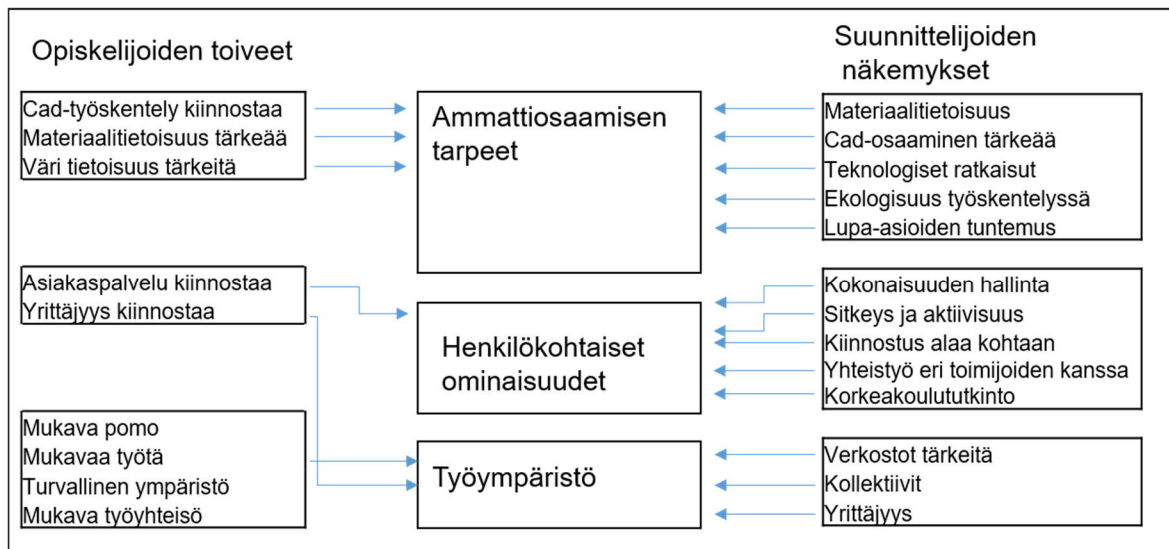 Opiskelijoiden toiveet
Cad-työskentely kiinnostaa
Materiaalitietoisuus tärkeää
Väri tietoisuus tärkeitä
Asiakaspalvelu kiinnostaa
Yrittäjyys kiinnostaa
Mukava pomo
Mukavaa työtä
Turvallinen ympäristö
Mukava työyhteisö
Ammattiosaamisen
tarpeet
Henkilökohtaiset
ominaisuudet
Työympäristö
Suunnittelijoiden
näkemykset
Materiaalitietoisuus
Cad-osaaminen tärkeää
Teknologiset ratkaisut
Ekologisuus työskentelyssä
Lupa-asioiden tuntemus
Kokonaisuuden hallinta
Sitkeys ja aktiivisuus
Kiinnostus alaa kohtaan
Yhteistyö eri toimijoiden kanssa
Korkeakoulututkinto
Verkostot tärkeitä
Kollektiivit
Yrittäjyys